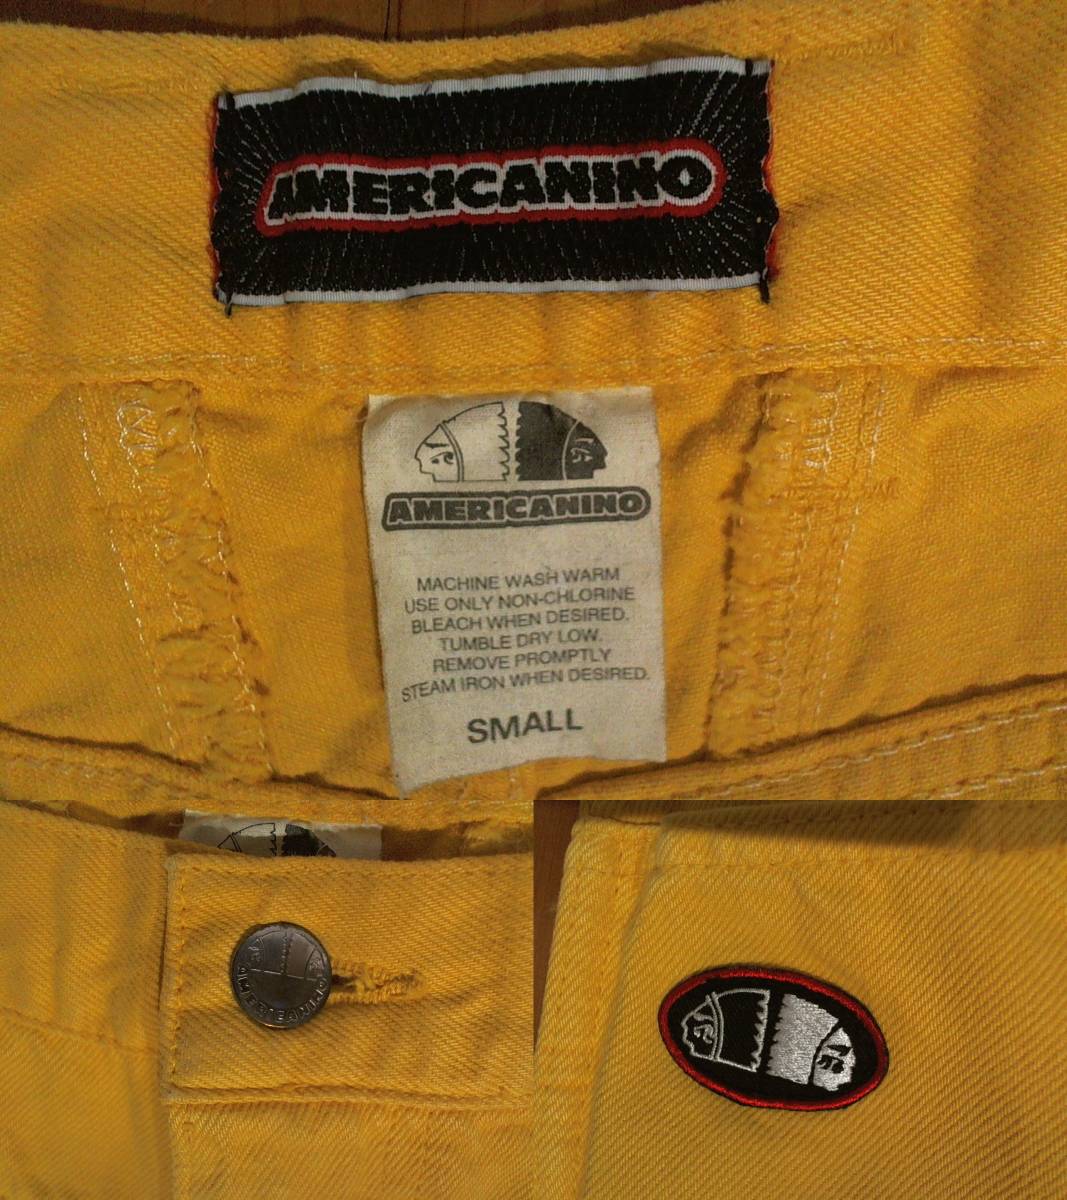 AMERICANINO
AMERICANINO
MACHINE WASH WARM
USE ONLY NON-CHLORINE
BLEACH WHEN DESIRED.
TUMBLE DRY LOW.
REMOVE PROMPTLY
STEAM IRON WHEN DESIRED.
SMALL
AMERICANINO